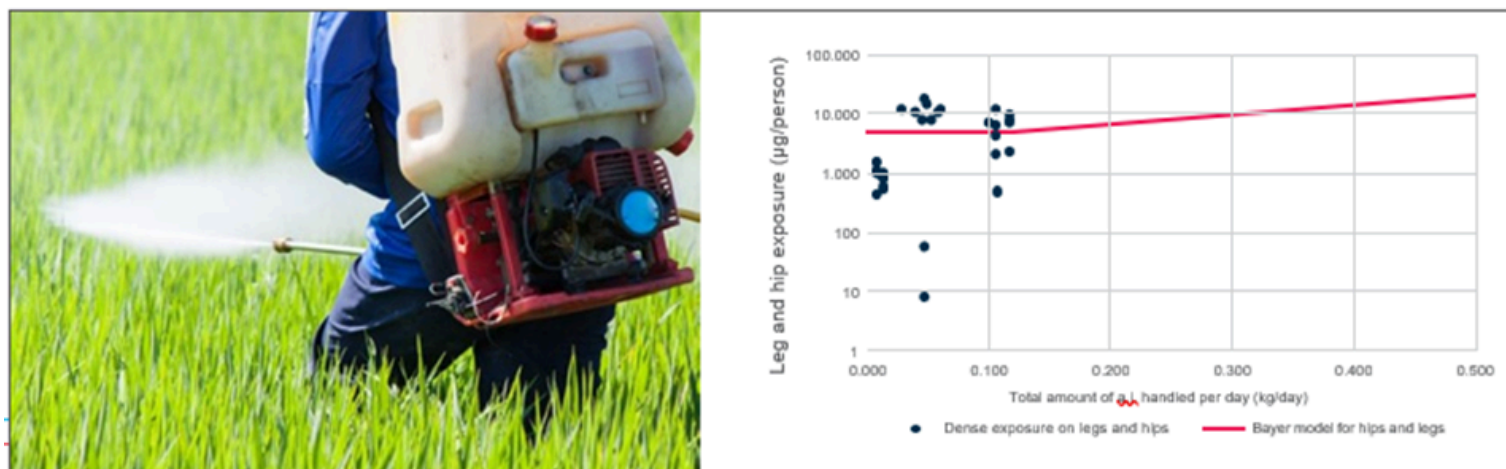 Leg and hip exposure (µg/person)
100.000
10.000
1.000
100
10
1
0.000 0.100 0.200 0.300 0.400 0.500
Total amount of a.i. handled per day (kg/day)
Dense exposure on legs and hips Bayer model for hips and legs